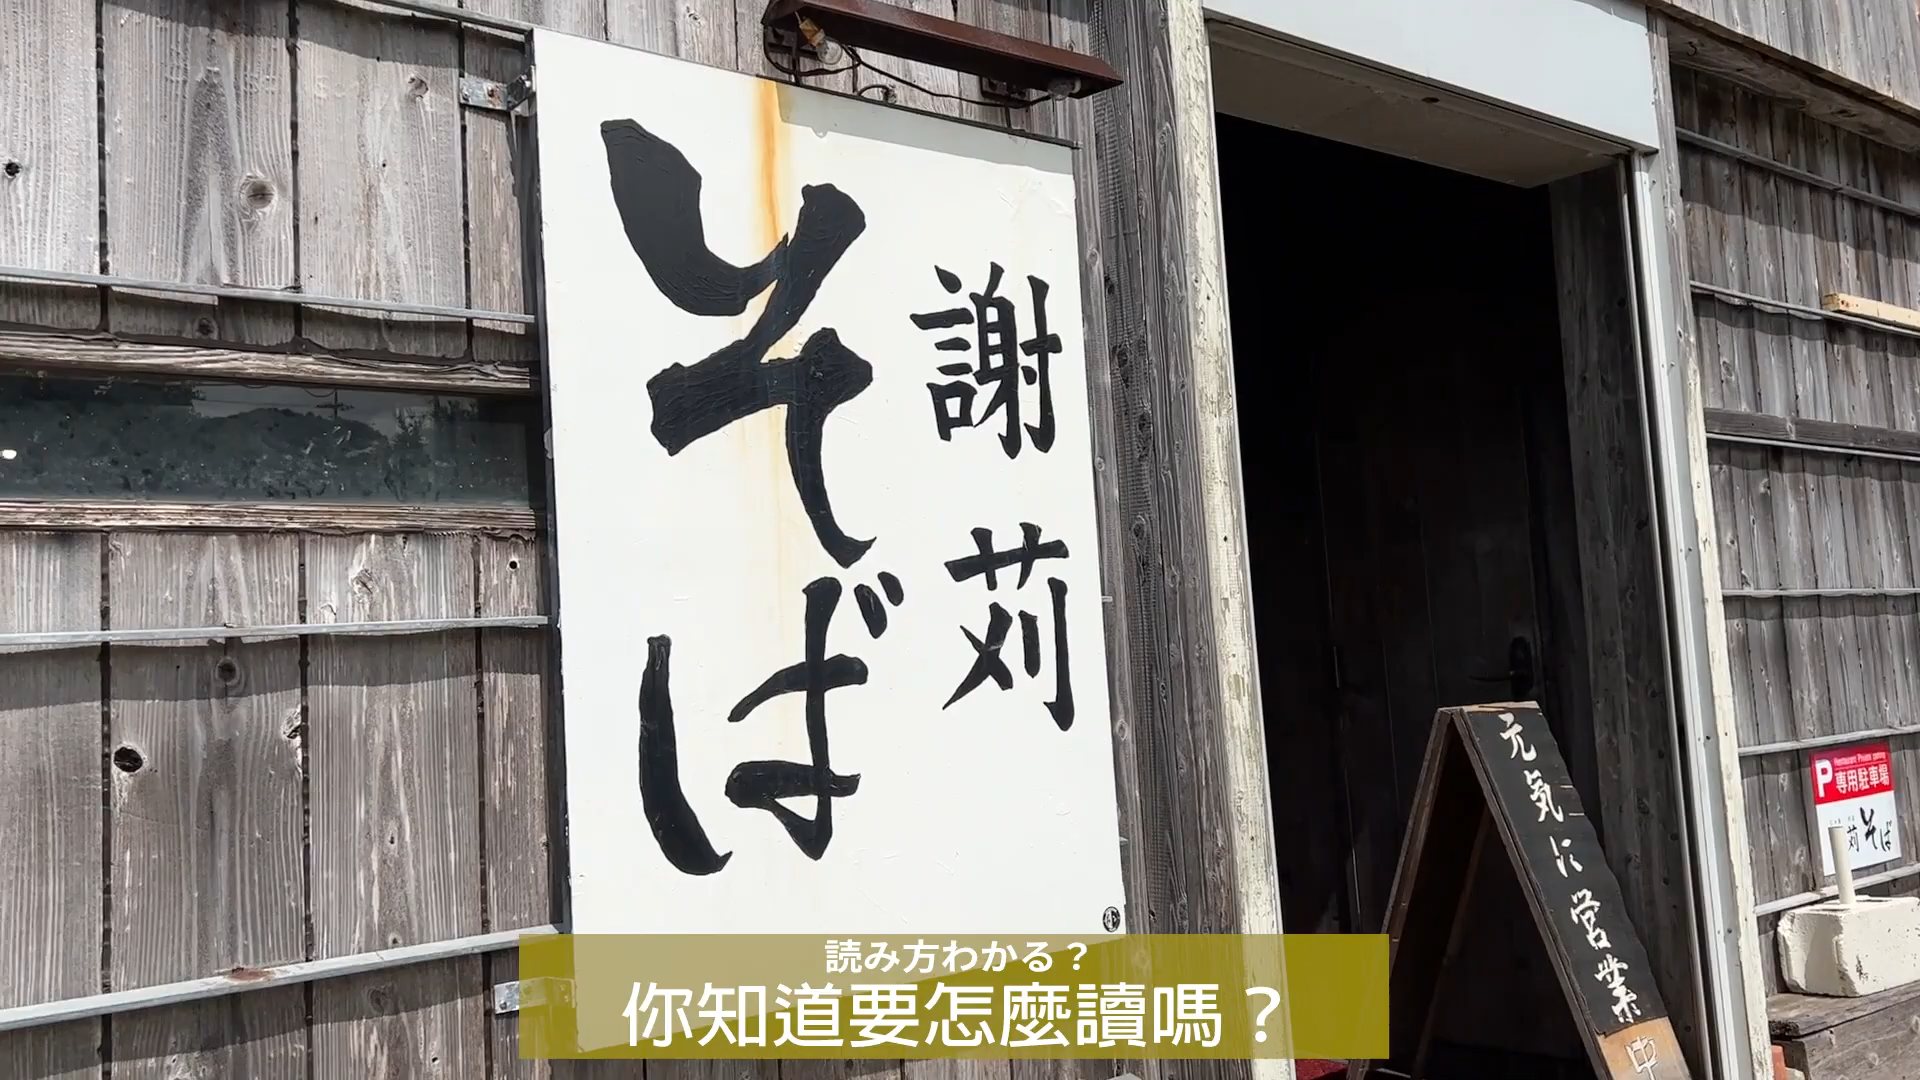 謝苅
そば
元気に営業中
P 専用駐車場
苅そば
読み方わかる？
你知道要怎麼讀嗎？